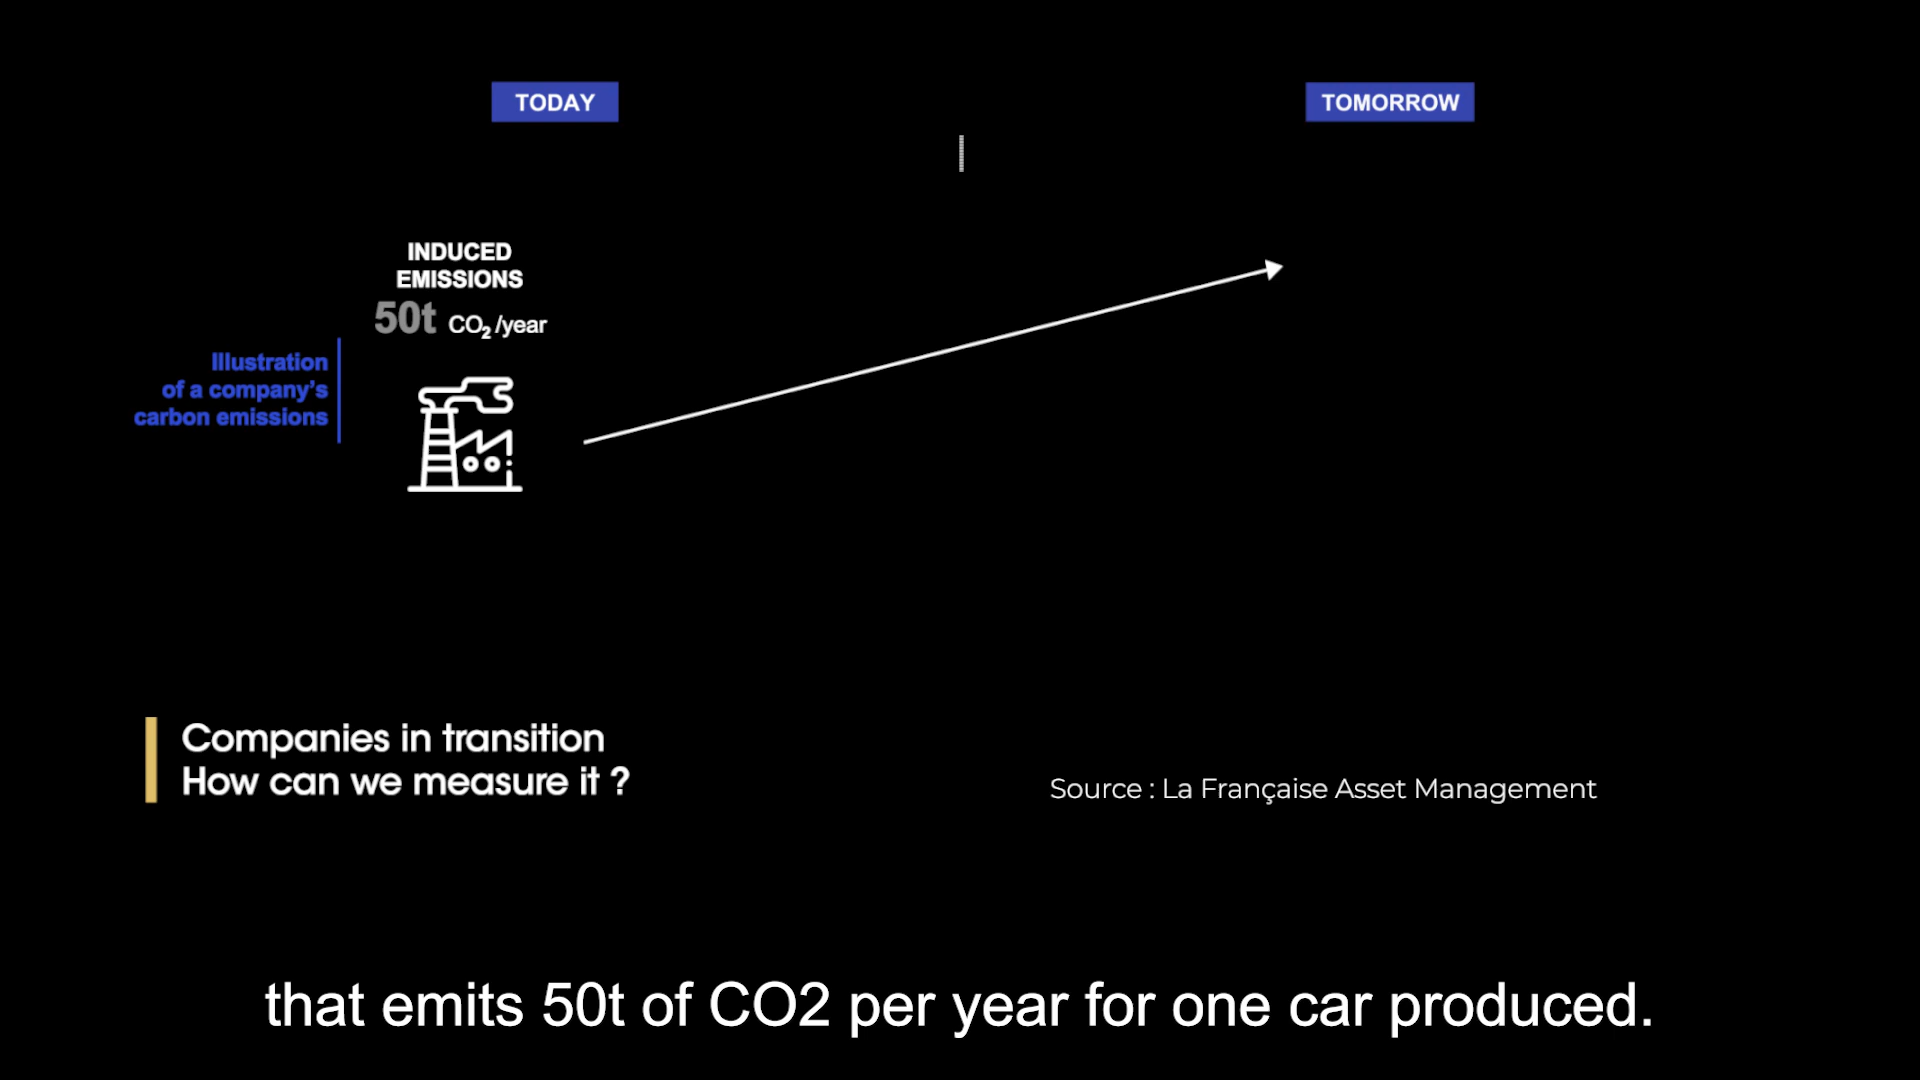 TODAY
TOMORROW
INDUCED
EMISSIONS
50t CO₂ /year
Illustration
of a company's
carbon emissions
Companies in transition
How can we measure it ?
Source : La Française Asset Management
that emits 50t of CO2 per year for one car produced.